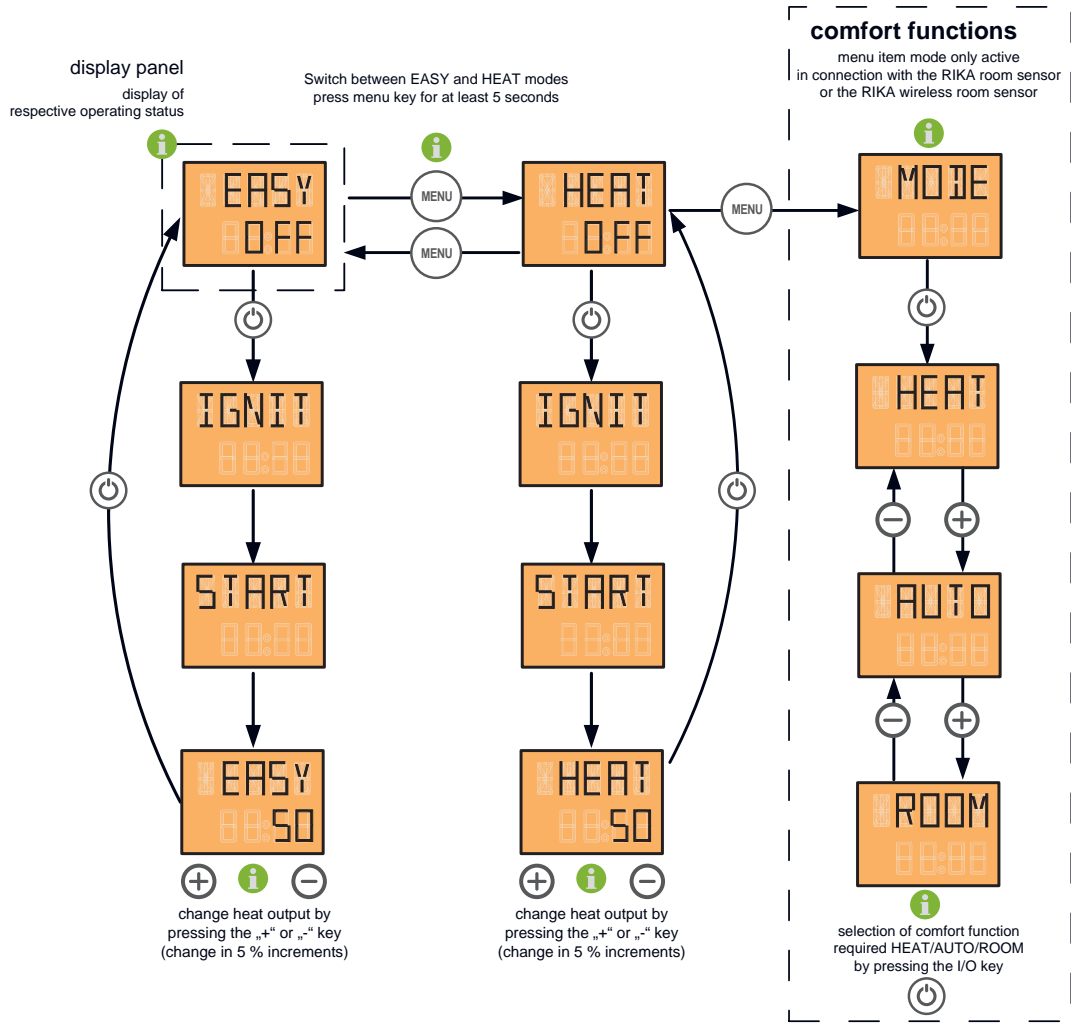 comfort functions
menu item mode only active
in connection with the RIKA room sensor
or the RIKA wireless room sensor
display panel
display of
respective operating status
Switch between EASY and HEAT modes
press menu key for at least 5 seconds
EASY
OFF
MENU
MENU
HEAT
OFF
MENU
MODE
IGNIT
IGNIT
HEAT
START
START
AUTO
EASY
50
HEAT
50
ROOM
change heat output by
pressing the „+“ or „-“ key
(change in 5 % increments)
change heat output by
pressing the „+“ or „-“ key
(change in 5 % increments)
selection of comfort function
required HEAT/AUTO/ROOM
by pressing the I/O key